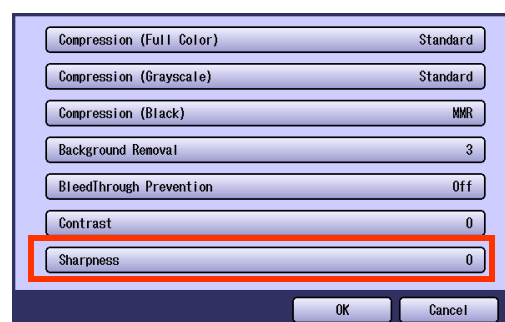 Compression (Full Color) Standard
Compression (Grayscale) Standard
Compression (Black) MMR
Background Removal 3
BleedThrough Prevention Off
Contrast 0
Sharpness 0
OK Cancel